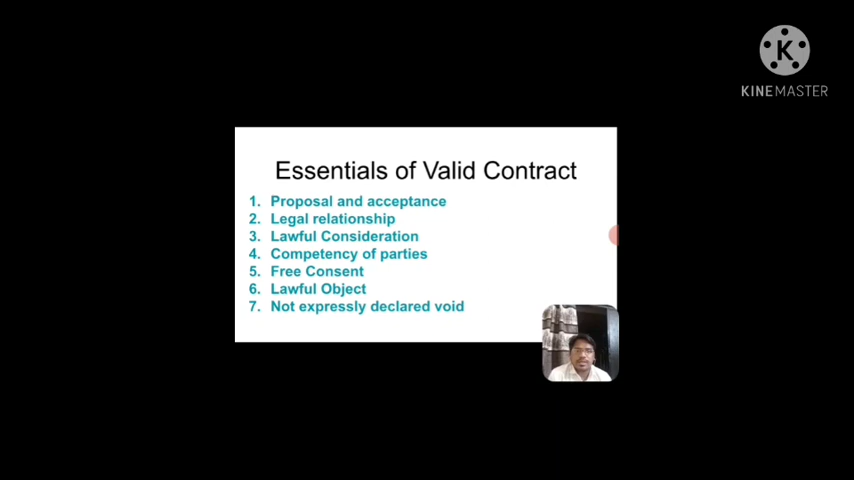 K
KINEMASTER
Essentials of Valid Contract
1. Proposal and acceptance
2. Legal relationship
3. Lawful Consideration
4. Competency of parties
5. Free Consent
6. Lawful Object
7. Not expressly declared void